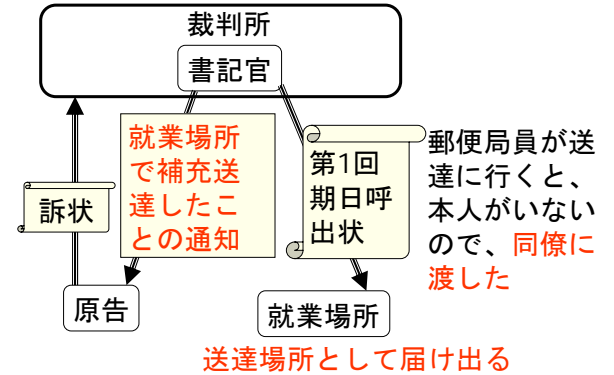 裁判所
書記官
就業場所
で補充送
達したこ
との通知
第1回
期日呼
出状
郵便局員が送
達に行くと、
本人がいない
ので、同僚に
渡した
訴状
原告
就業場所
送達場所として届け出る